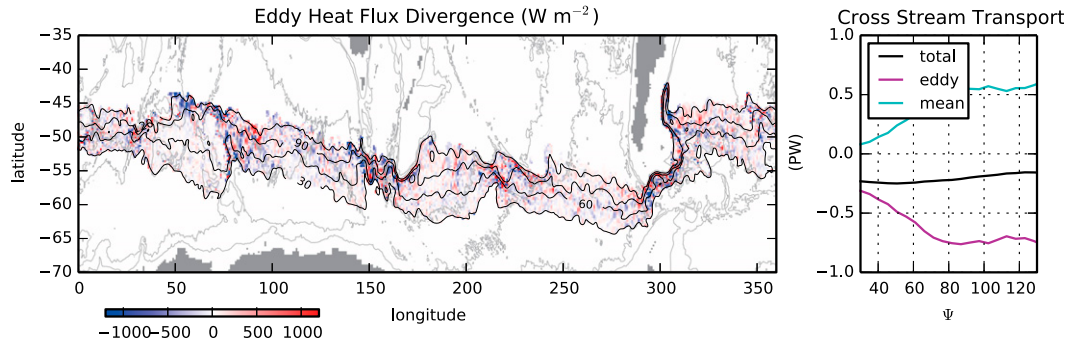 Eddy Heat Flux Divergence (W m⁻²)
latitude
−35
−40
−45
−50
−55
−60
−65
−70
90
30
60
0
0
0
0 50 100 150 200 250 300 350
longitude
−1000 −500 0 500 1000
Cross Stream Transport
(PW)
1.0
0.5
0.0
−0.5
−1.0
total
eddy
mean
40 60 80 100 120
Ψ